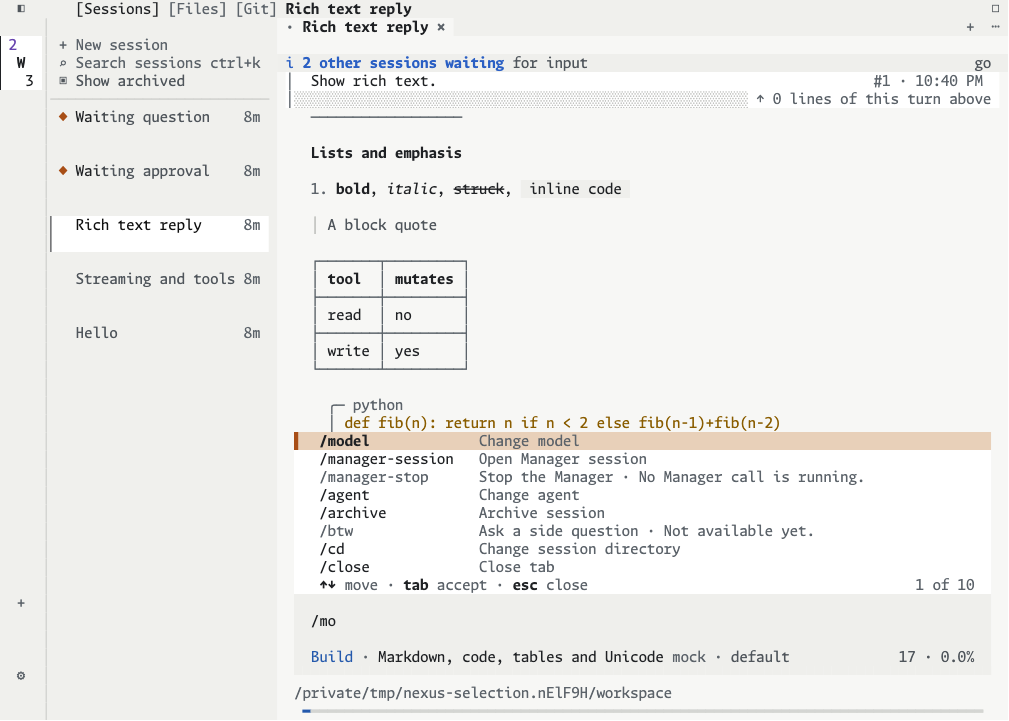 [Sessions] [Files] [Git] Rich text reply
· Rich text reply × + ⋯
2
W
3
+ New session
⌕ Search sessions ctrl+k
▣ Show archived
◆ Waiting question 8m
◆ Waiting approval 8m
Rich text reply 8m
Streaming and tools 8m
Hello 8m
+
⚙
i 2 other sessions waiting for input go
Show rich text. #1 · 10:40 PM
↑ 0 lines of this turn above
Lists and emphasis
1. bold, italic, struck, inline code
A block quote
tool mutates
read no
write yes
python
def fib(n): return n if n < 2 else fib(n-1)+fib(n-2)
/model Change model
/manager-session Open Manager session
/manager-stop Stop the Manager · No Manager call is running.
/agent Change agent
/archive Archive session
/btw Ask a side question · Not available yet.
/cd Change session directory
/close Close tab
↑↓ move · tab accept · esc close 1 of 10
/mo
Build · Markdown, code, tables and Unicode mock · default 17 · 0.0%
/private/tmp/nexus-selection.nElF9H/workspace